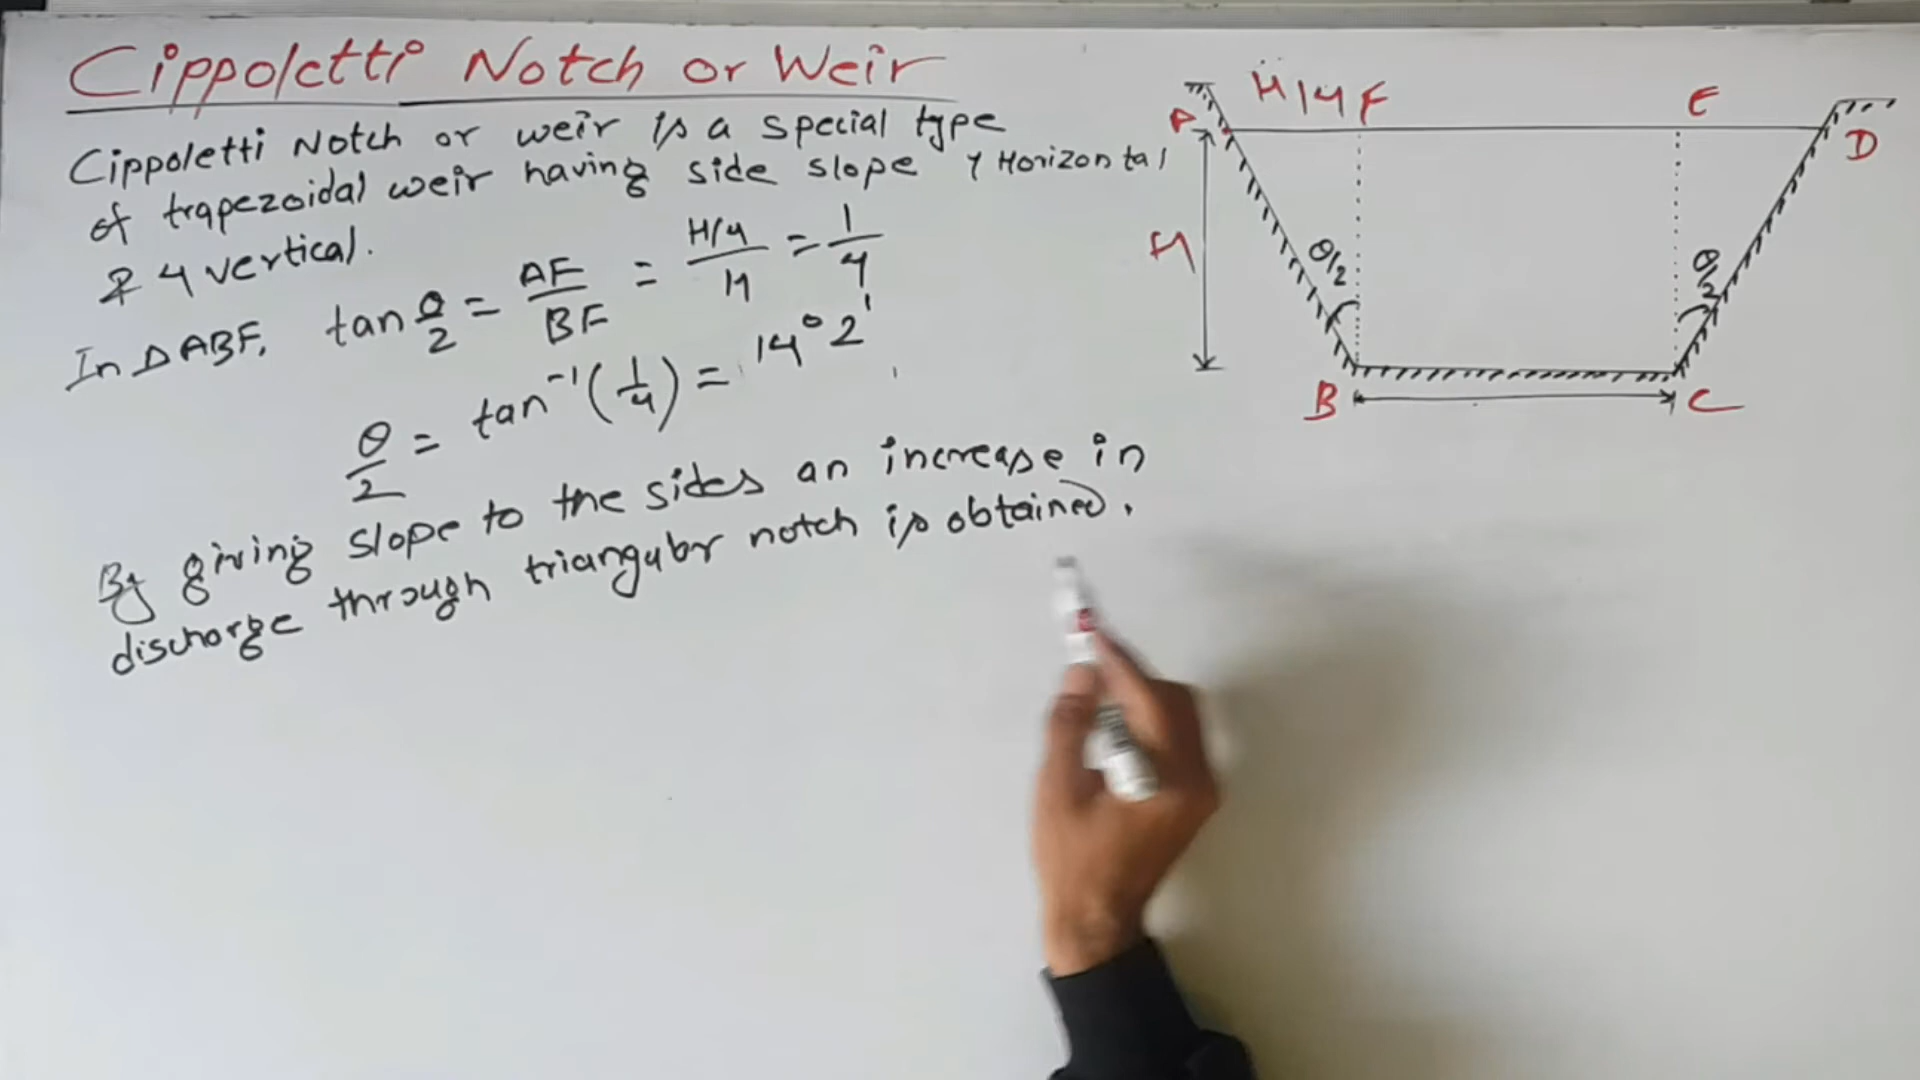 Cippoletti Notch or Weir
Cippoletti Notch or weir is a special type
of trapezoidal weir having side slope 1 Horizontal
& 4 vertical.
In ΔABF, tan θ/2 = AF/BF = H/4/H = 1/4
θ/2 = tan⁻¹(1/4) = 14° 2'
By giving slope to the sides an increase in
discharge through triangular notch is obtained.
A H/4 F E D
H θ/2 θ/2
B C